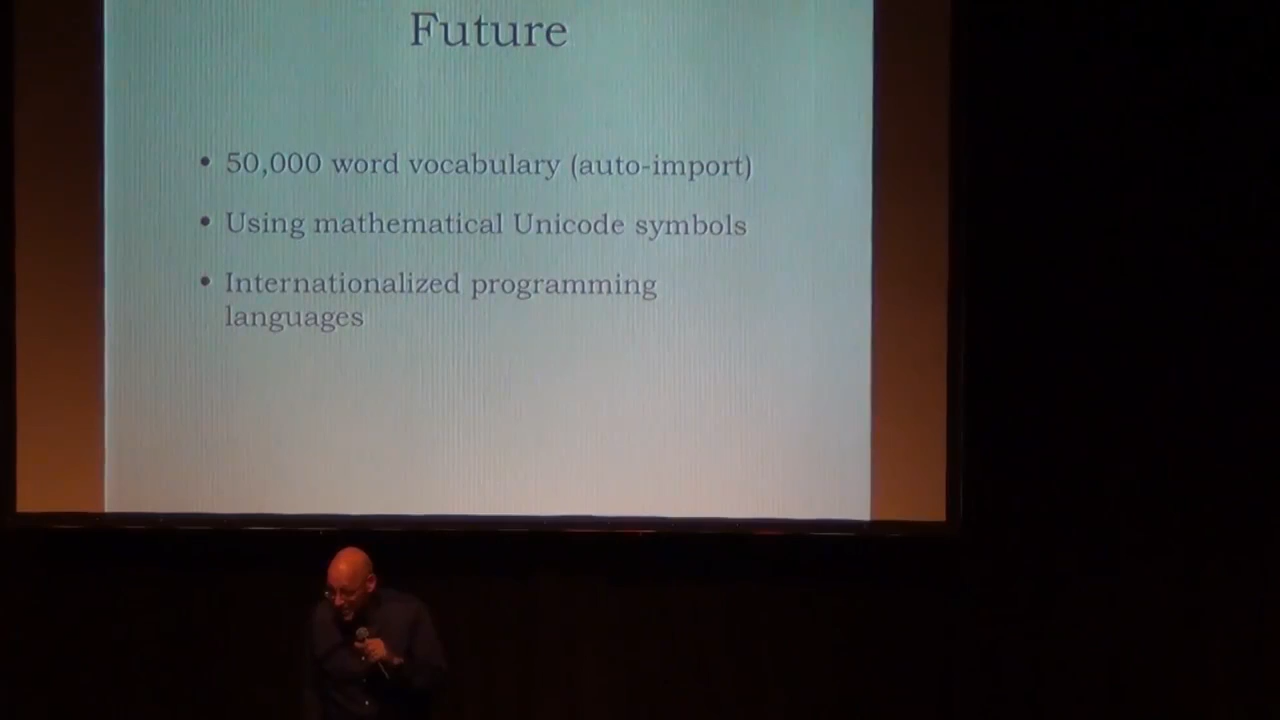 Future
• 50,000 word vocabulary (auto-import)
• Using mathematical Unicode symbols
• Internationalized programming
languages